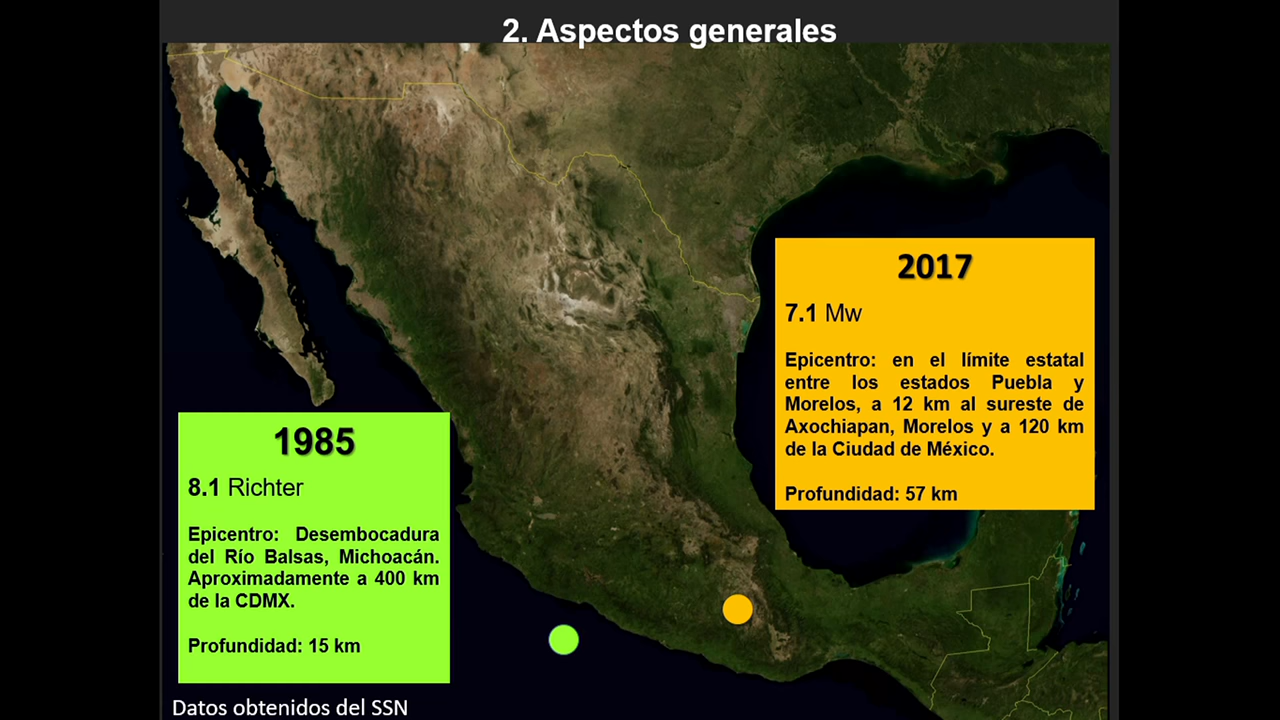 2. Aspectos generales
2017
7.1 Mw
Epicentro: en el límite estatal
entre los estados Puebla y
Morelos, a 12 km al sureste de
Axochiapan, Morelos y a 120 km
de la Ciudad de México.
Profundidad: 57 km
1985
8.1 Richter
Epicentro: Desembocadura
del Río Balsas, Michoacán.
Aproximadamente a 400 km
de la CDMX.
Profundidad: 15 km
Datos obtenidos del SSN